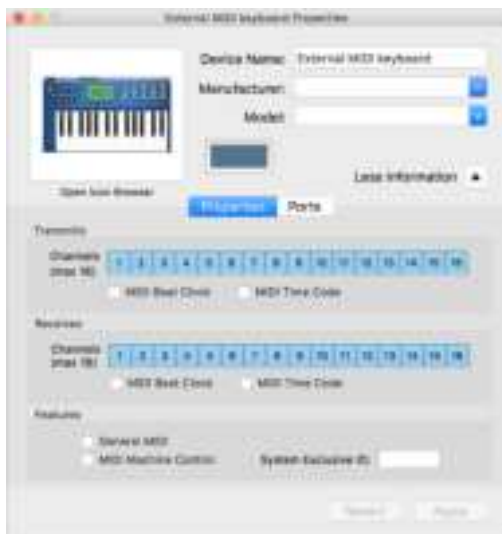 External MIDI keyboard Properties
Device Name: External MIDI keyboard
Manufacturer:
Model:
Less Information
Open Icon Browser
Properties Ports
Transmits
Channels (max 16) 1 2 3 4 5 6 7 8 9 10 11 12 13 14 15 16
MIDI Beat Clock MIDI Time Code
Receives
Channels (max 16) 1 2 3 4 5 6 7 8 9 10 11 12 13 14 15 16
MIDI Beat Clock MIDI Time Code
Features
General MIDI
MIDI Machine Control System Exclusive ID:
Revert Apply